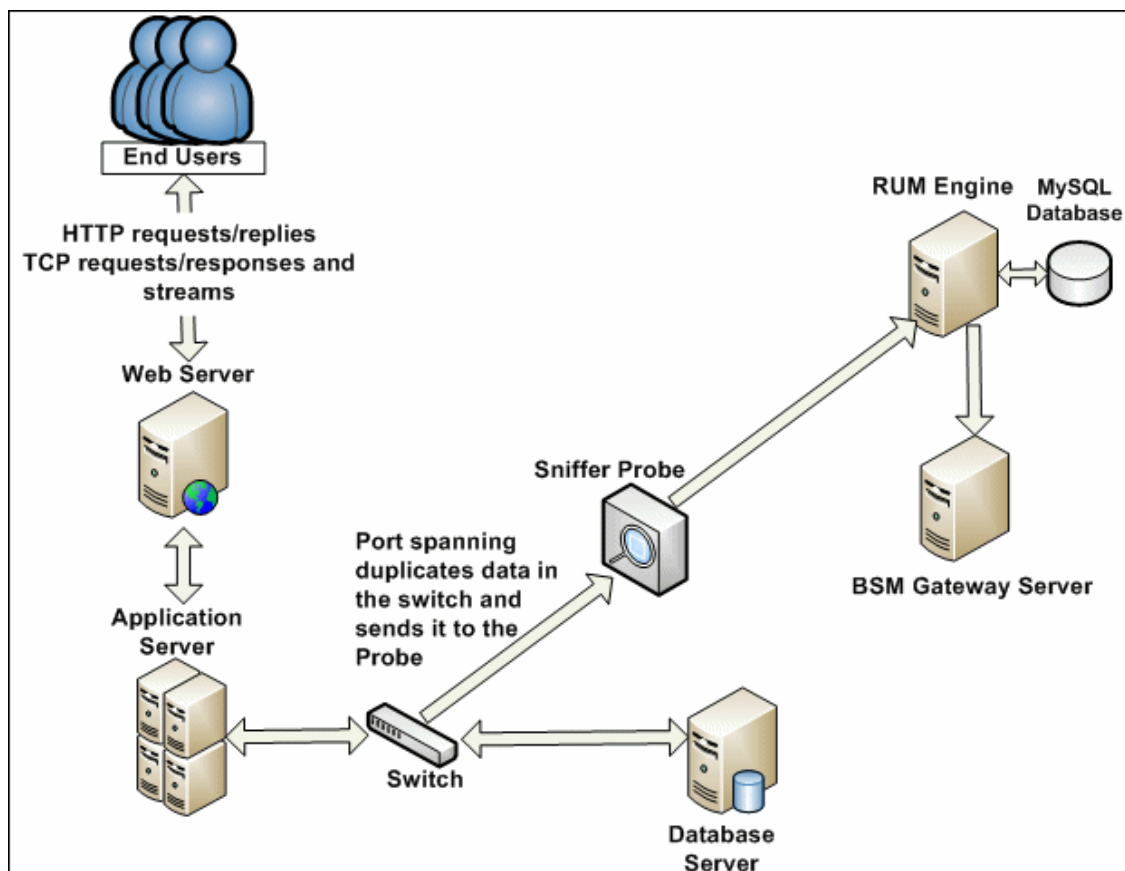 End Users
HTTP requests/replies
TCP requests/responses and
streams
Web Server
Application
Server
Port spanning
duplicates data in
the switch and
sends it to the
Probe
Switch
Sniffer Probe
RUM Engine
MySQL
Database
BSM Gateway Server
Database
Server